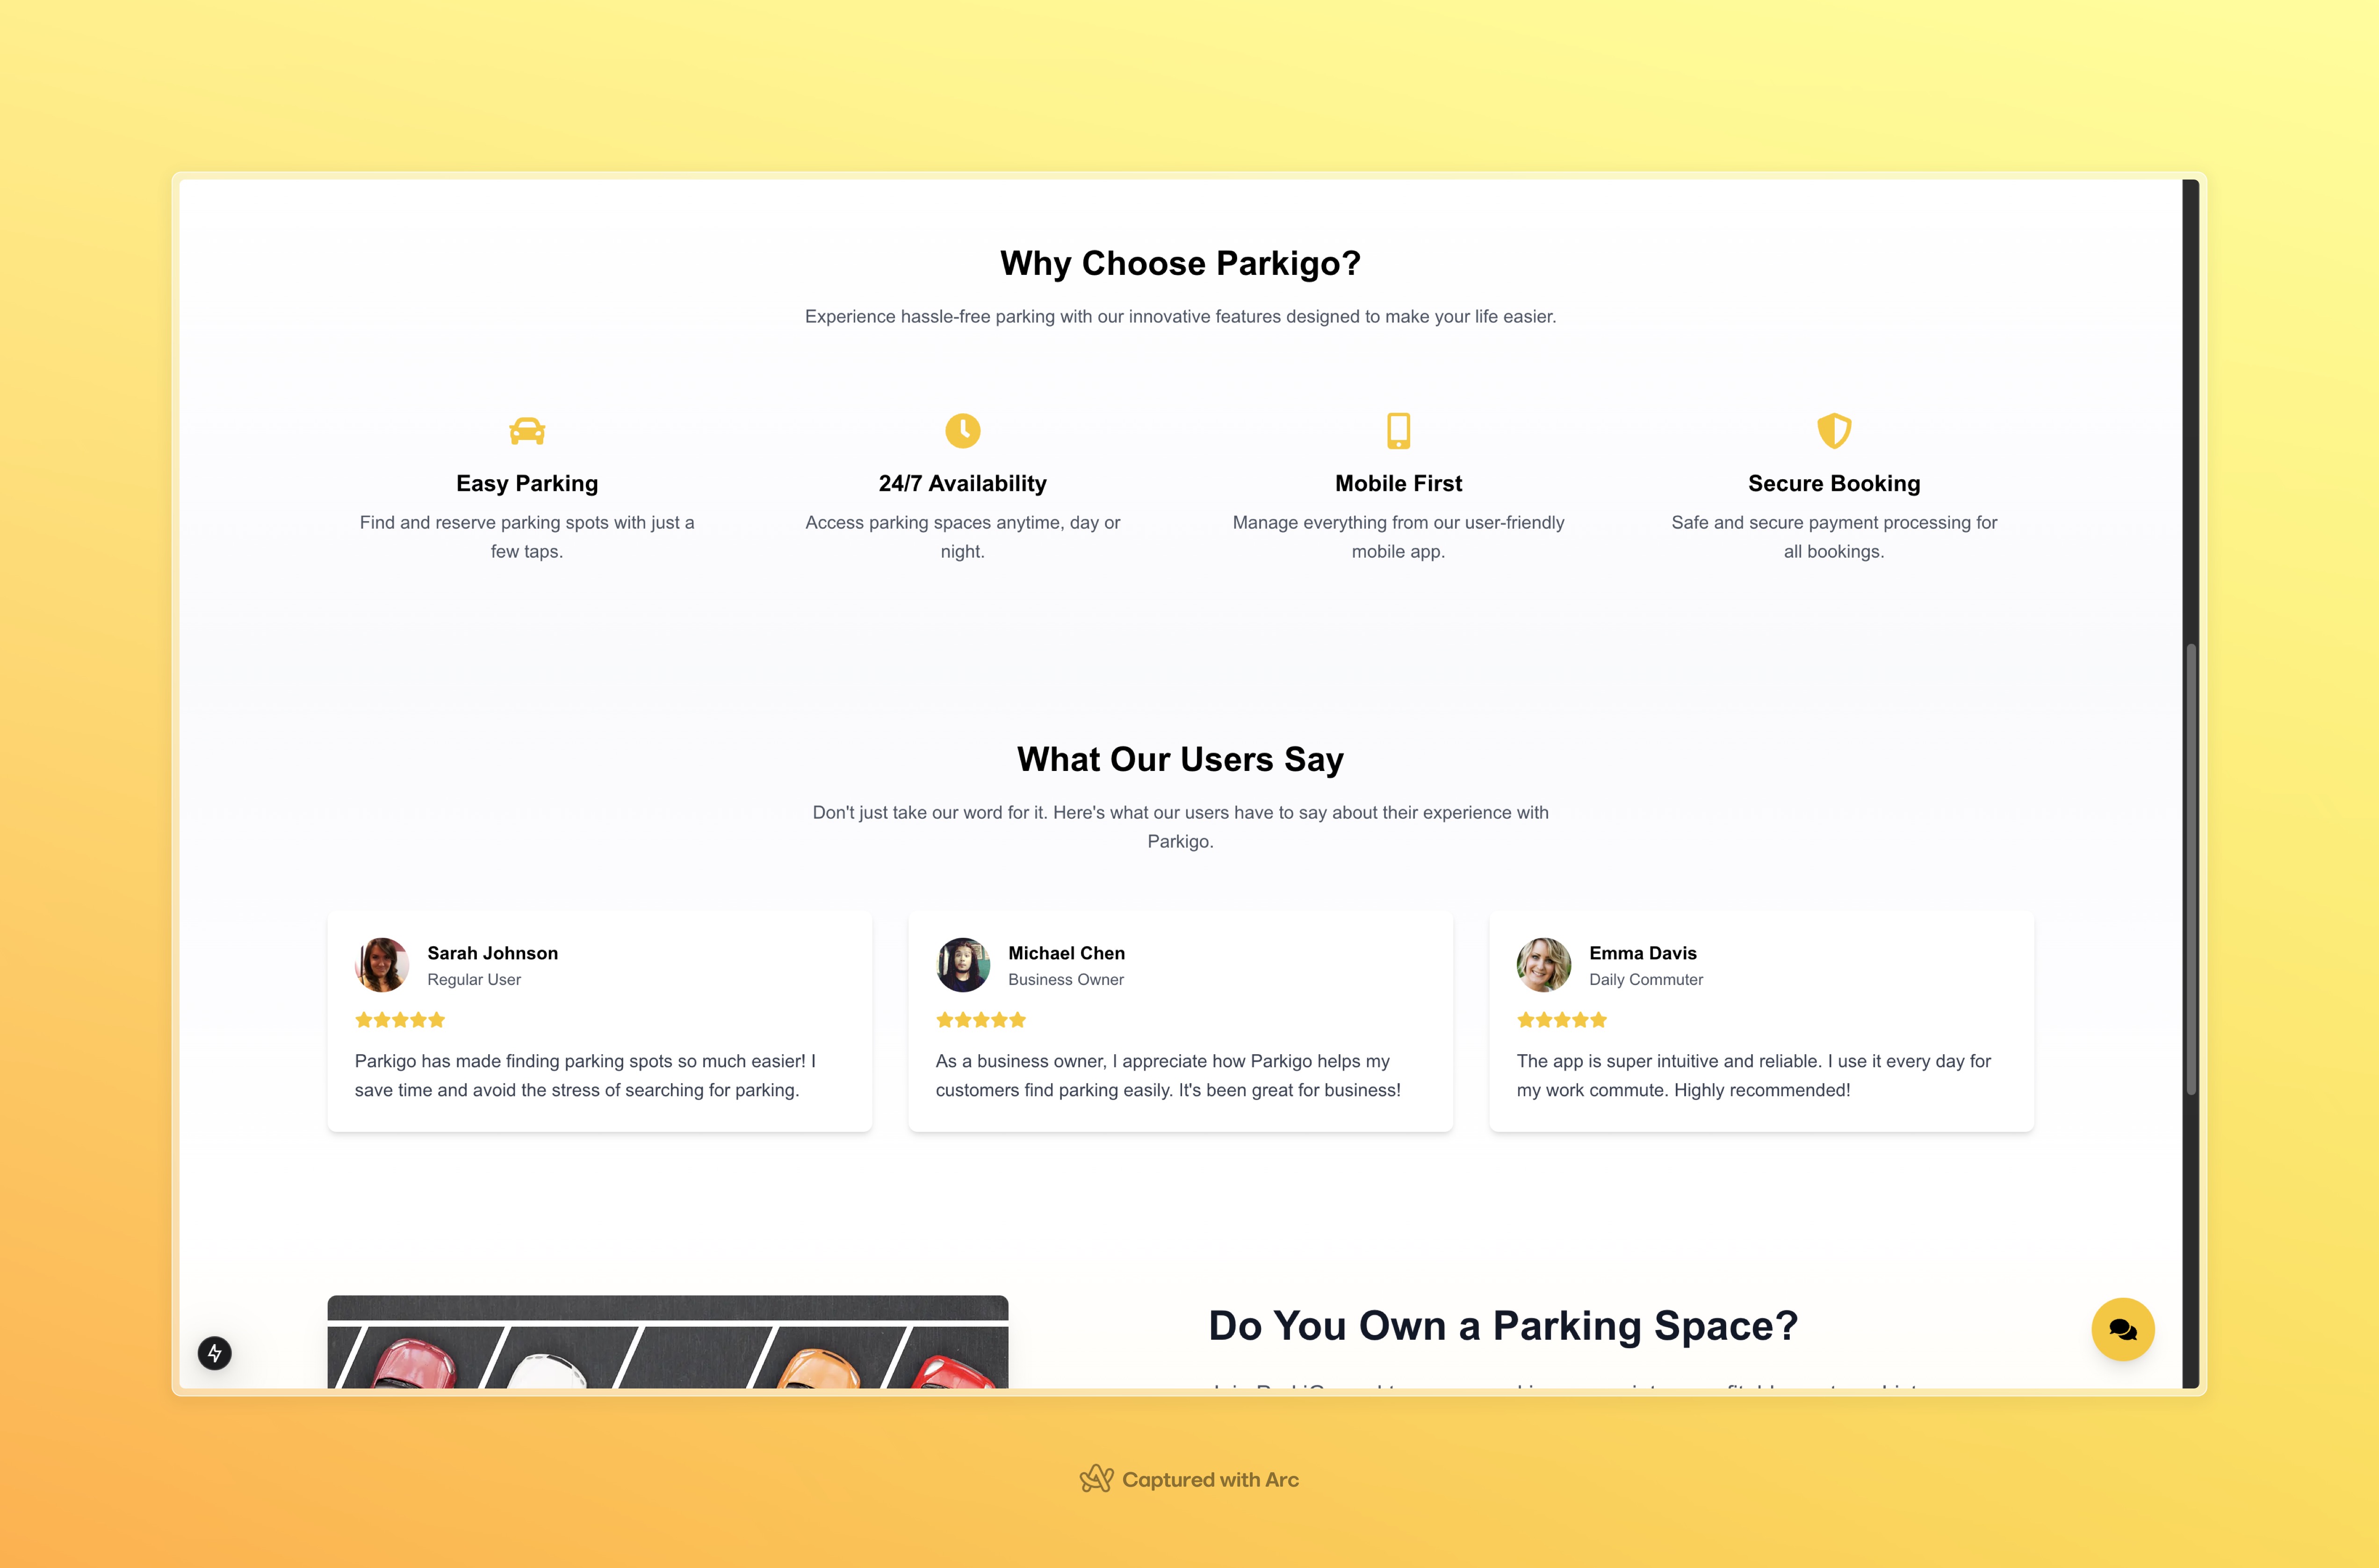 Why Choose Parkigo?
Experience hassle-free parking with our innovative features designed to make your life easier.
Easy Parking
Find and reserve parking spots with just a
few taps.
24/7 Availability
Access parking spaces anytime, day or
night.
Mobile First
Manage everything from our user-friendly
mobile app.
Secure Booking
Safe and secure payment processing for
all bookings.
What Our Users Say
Don't just take our word for it. Here's what our users have to say about their experience with
Parkigo.
Sarah Johnson
Regular User
Parkigo has made finding parking spots so much easier! I
save time and avoid the stress of searching for parking.
Michael Chen
Business Owner
As a business owner, I appreciate how Parkigo helps my
customers find parking easily. It's been great for business!
Emma Davis
Daily Commuter
The app is super intuitive and reliable. I use it every day for
my work commute. Highly recommended!
Do You Own a Parking Space?
Captured with Arc